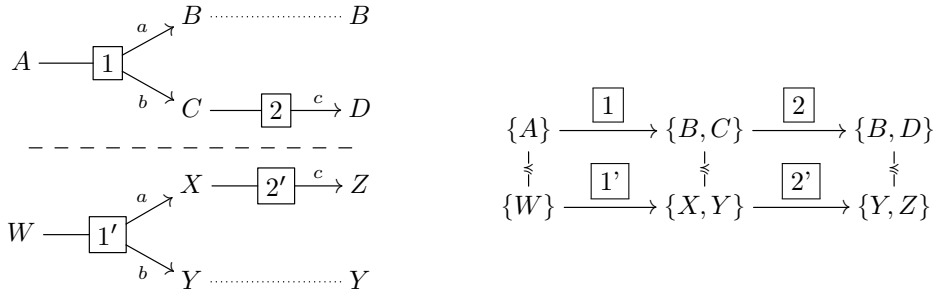 a
B B
A 1
b
C 2 c D
X 2′ c Z
a
W 1′
b
Y Y
1 2
{A} {B, C} {B, D}
≼ ≼ ≼
1' 2'
{W} {X, Y} {Y, Z}